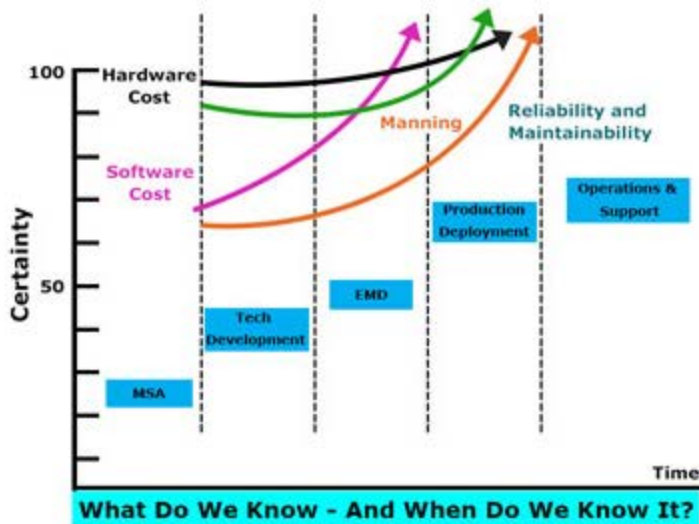 100
Hardware
Cost
Manning
Reliability and
Maintainability
Software
Cost
Operations &
Support
Production
Deployment
Certainty
50
EMD
Tech
Development
MSA
Time
What Do We Know - And When Do We Know It?